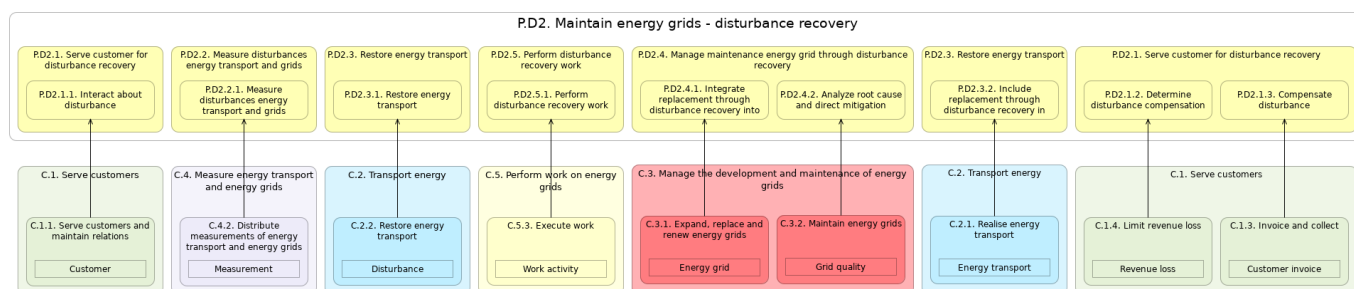 P.D2. Maintain energy grids - disturbance recovery
P.D2.1. Serve customer for
disturbance recovery
P.D2.1.1. Interact about
disturbance
P.D2.2. Measure disturbances
energy transport and grids
P.D2.2.1. Measure
disturbances energy
transport and grids
P.D2.3. Restore energy transport
P.D2.3.1. Restore energy
transport
P.D2.5. Perform disturbance
recovery work
P.D2.5.1. Perform
disturbance recovery work
P.D2.4. Manage maintenance energy grid through disturbance
recovery
P.D2.4.1. Integrate
replacement through
disturbance recovery into
P.D2.4.2. Analyze root cause
and direct mitigation
P.D2.3. Restore energy transport
P.D2.3.2. Include
replacement through
disturbance recovery in
P.D2.1. Serve customer for disturbance recovery
P.D2.1.2. Determine
disturbance compensation
P.D2.1.3. Compensate
disturbance
C.1. Serve customers
C.1.1. Serve customers and
maintain relations
Customer
C.4. Measure energy transport
and energy grids
C.4.2. Distribute
measurements of energy
transport and energy grids
Measurement
C.2. Transport energy
C.2.2. Restore energy
transport
Disturbance
C.5. Perform work on energy
grids
C.5.3. Execute work
Work activity
C.3. Manage the development and maintenance of energy
grids
C.3.1. Expand, replace and
renew energy grids
Energy grid
C.3.2. Maintain energy grids
Grid quality
C.2. Transport energy
C.2.1. Realise energy
transport
Energy transport
C.1. Serve customers
C.1.4. Limit revenue loss
Revenue loss
C.1.3. Invoice and collect
Customer invoice